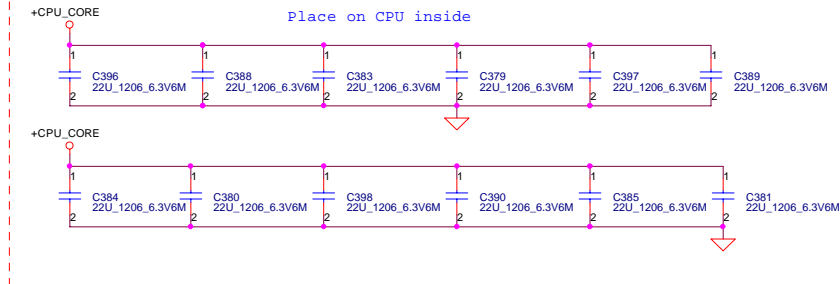 +CPU_CORE
Place on CPU inside
1 1 1 1 1 1
C396 C388 C383 C379 C397 C389
22U_1206_6.3V6M 22U_1206_6.3V6M 22U_1206_6.3V6M 22U_1206_6.3V6M 22U_1206_6.3V6M 22U_1206_6.3V6M
2 2 2 2 2 2
+CPU_CORE
1 1 1 1 1 1
C384 C380 C398 C390 C385 C381
22U_1206_6.3V6M 22U_1206_6.3V6M 22U_1206_6.3V6M 22U_1206_6.3V6M 22U_1206_6.3V6M 22U_1206_6.3V6M
2 2 2 2 2 2